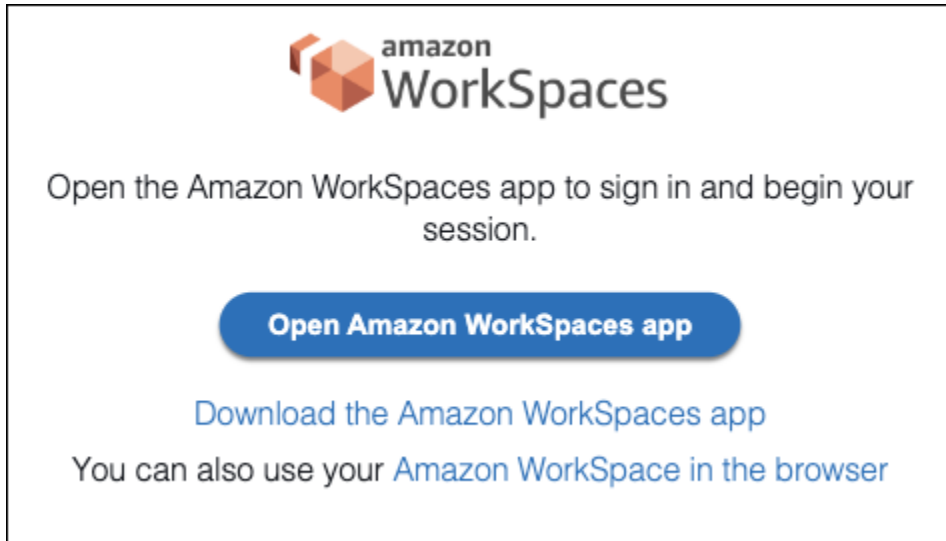 amazon
WorkSpaces
Open the Amazon WorkSpaces app to sign in and begin your
session.
Open Amazon WorkSpaces app
Download the Amazon WorkSpaces app
You can also use your Amazon WorkSpace in the browser